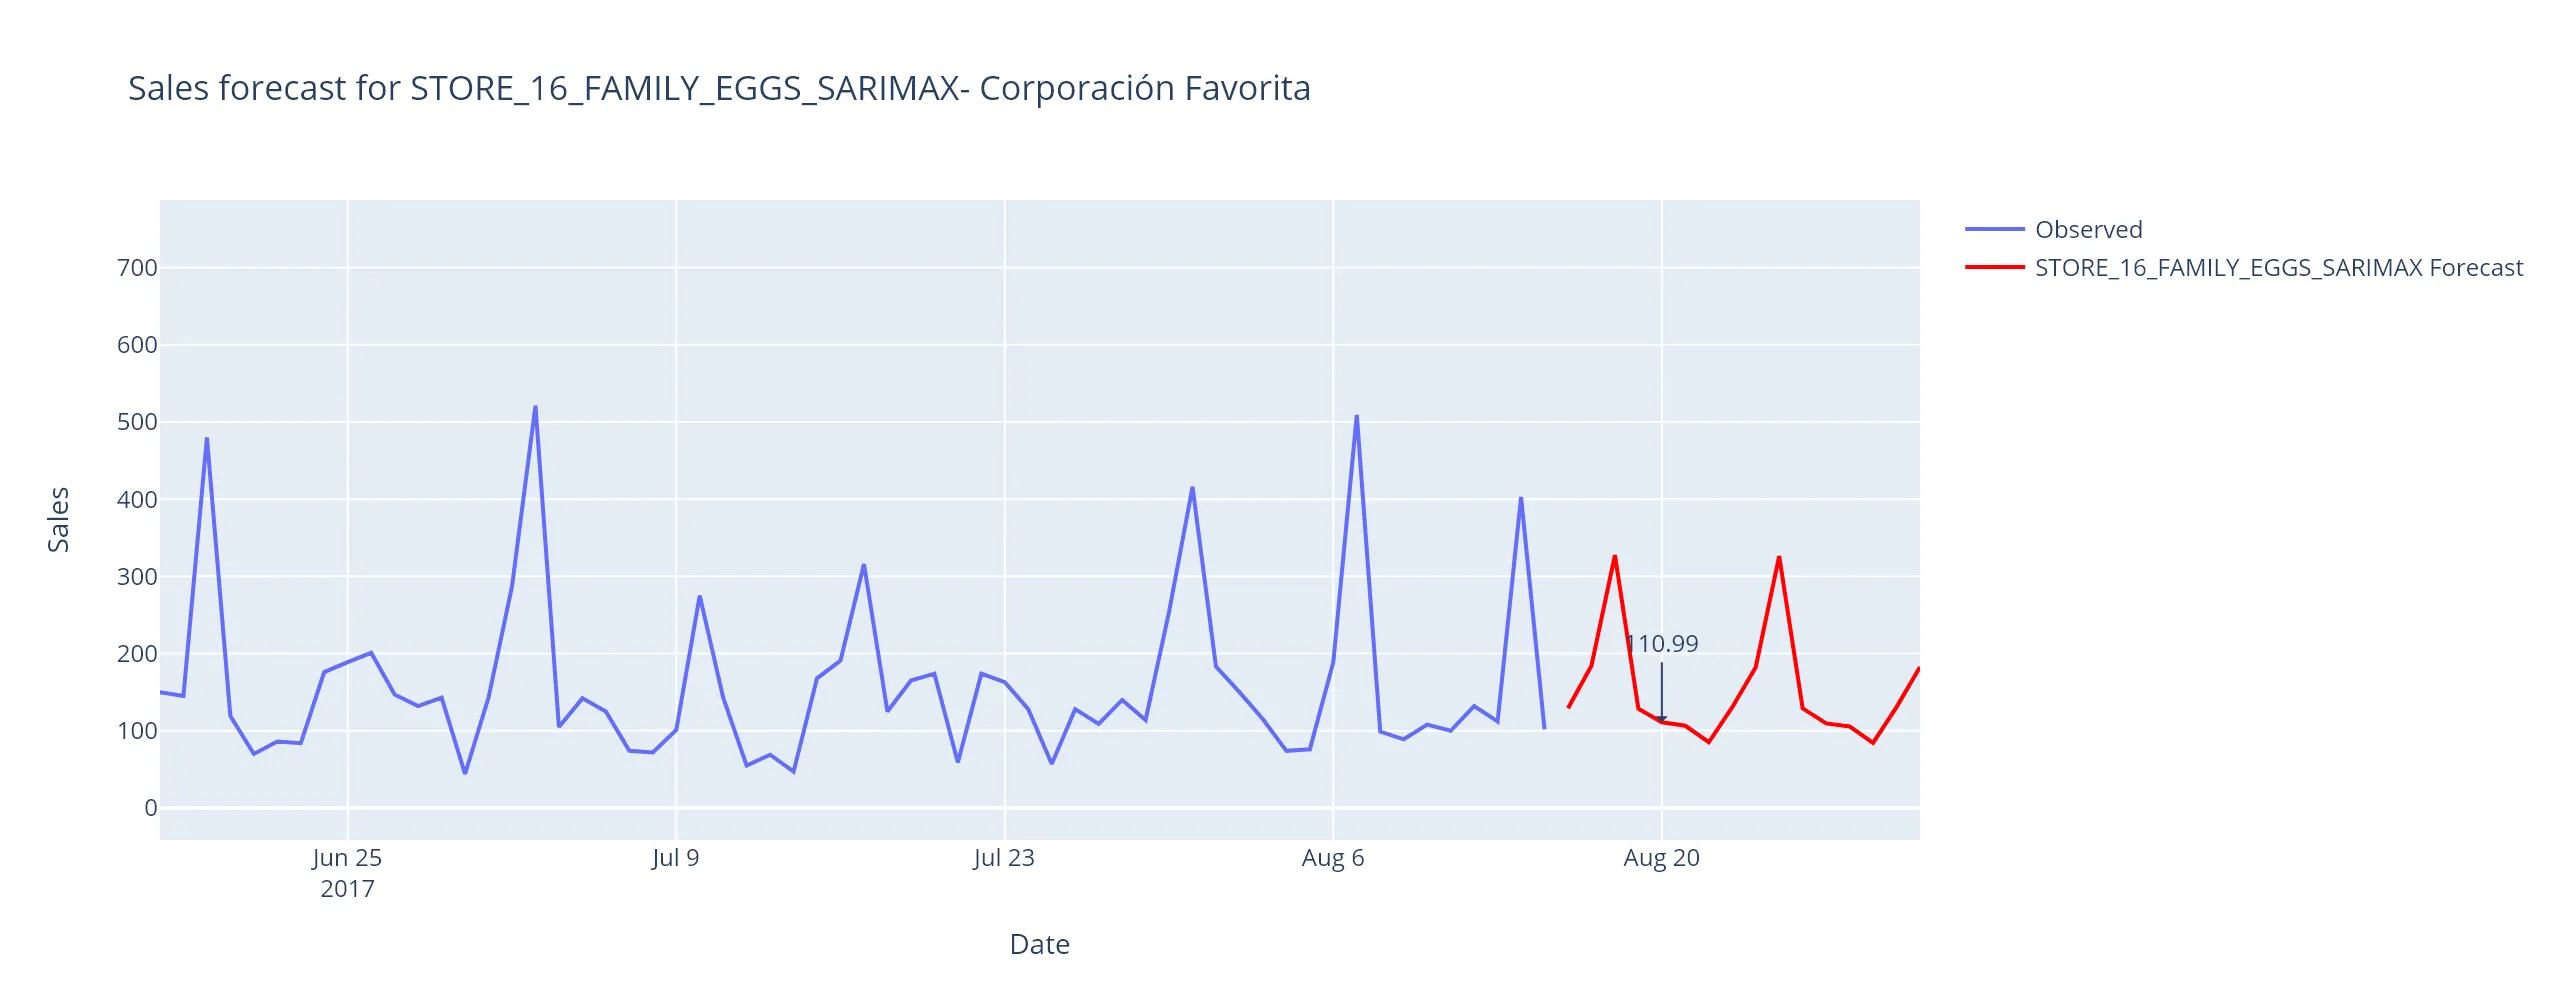 Sales forecast for STORE_16_FAMILY_EGGS_SARIMAX- Corporación Favorita
Observed
STORE_16_FAMILY_EGGS_SARIMAX Forecast
700
600
500
400
300
200
100
0
Sales
110.99
Jun 25
2017
Jul 9
Jul 23
Aug 6
Aug 20
Date